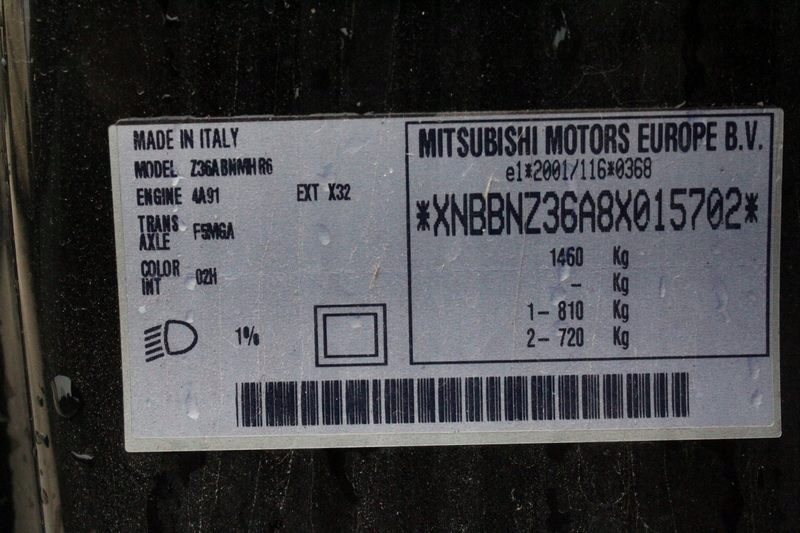 MADE IN ITALY
MODEL Z36ABNMHR6
ENGINE 4A91 EXT X32
TRANS AXLE F5MGA
COLOR INT 02H
1%
MITSUBISHI MOTORS EUROPE B.V.
e1*2001/116*0368
*XNBBNZ36A8X015702*
1460 Kg
- Kg
1- 810 Kg
2- 720 Kg